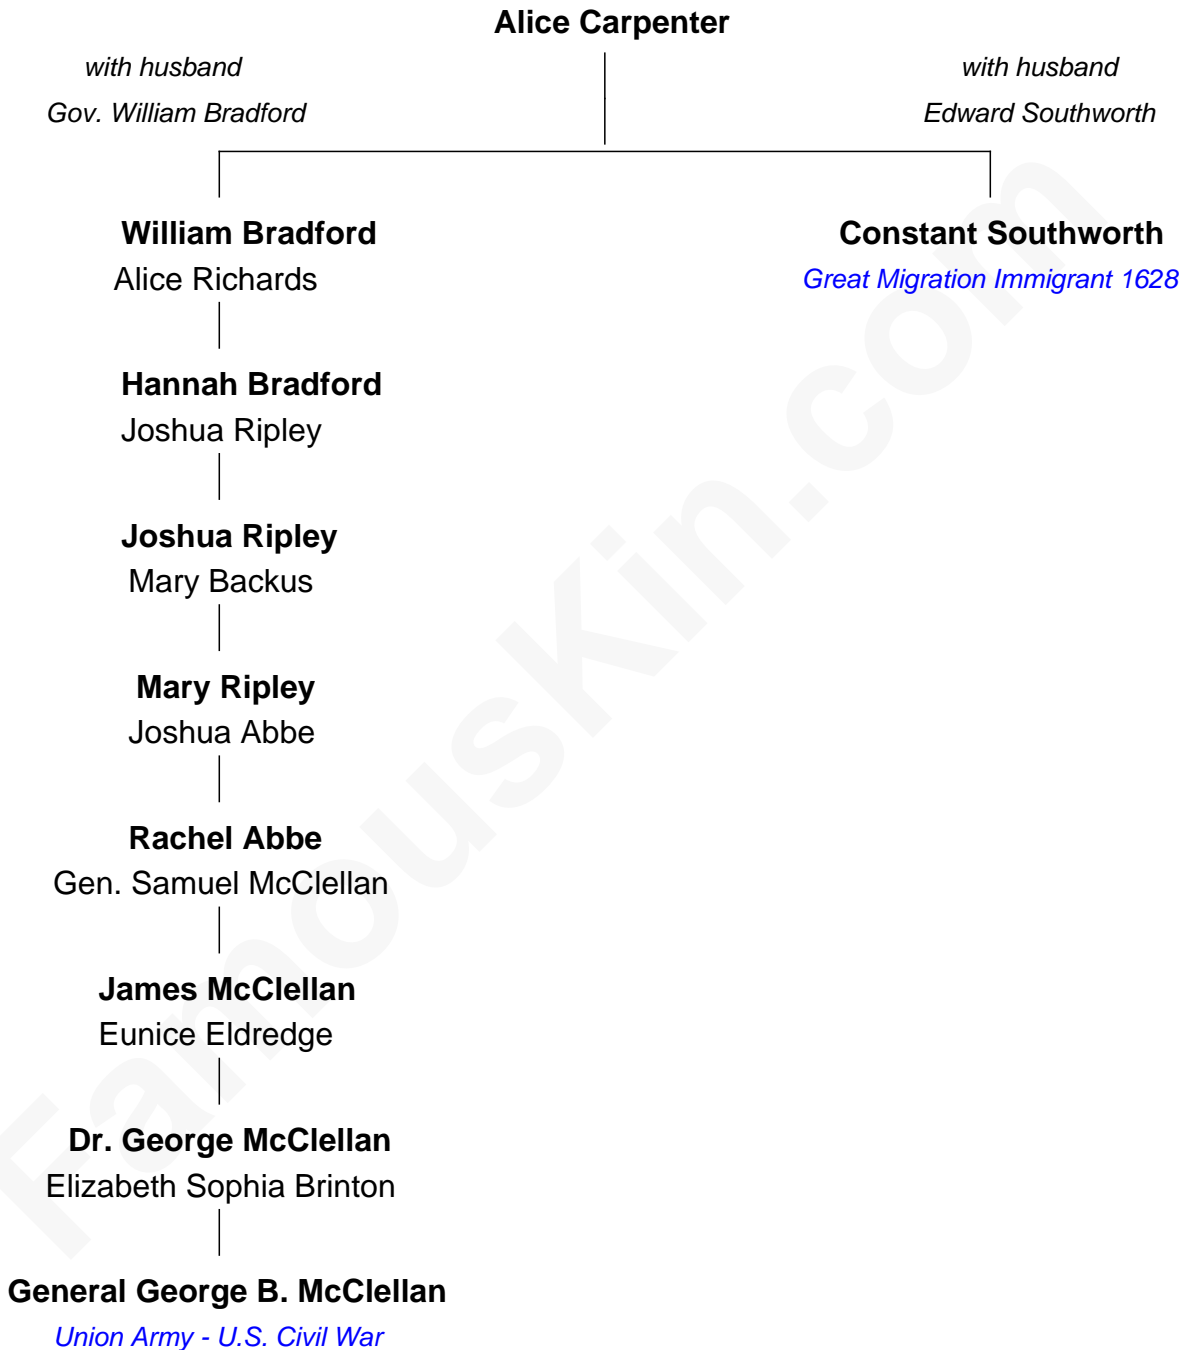 Alice Carpenter
with husband
Gov. William Bradford
with husband
Edward Southworth
William Bradford
Alice Richards
Constant Southworth
Great Migration Immigrant 1628
Hannah Bradford
Joshua Ripley
Joshua Ripley
Mary Backus
Mary Ripley
Joshua Abbe
Rachel Abbe
Gen. Samuel McClellan
James McClellan
Eunice Eldredge
Dr. George McClellan
Elizabeth Sophia Brinton
General George B. McClellan
Union Army - U.S. Civil War
FamousKin.com